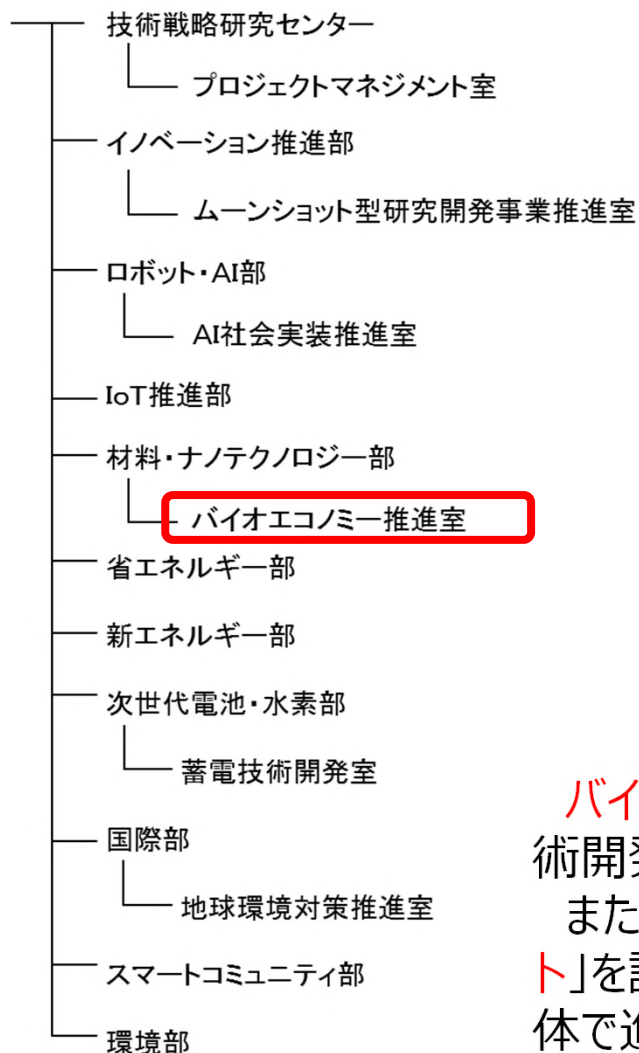 技術戦略研究センター
プロジェクトマネジメント室
イノベーション推進部
ムーンショット型研究開発事業推進室
ロボット・AI部
AI社会実装推進室
IoT推進部
材料・ナノテクノロジー部
バイオエコノミー推進室
省エネルギー部
新エネルギー部
次世代電池・水素部
蓄電技術開発室
国際部
地球環境対策推進室
スマートコミュニティ部
環境部
バイ
術開発
また
ト」を
体で